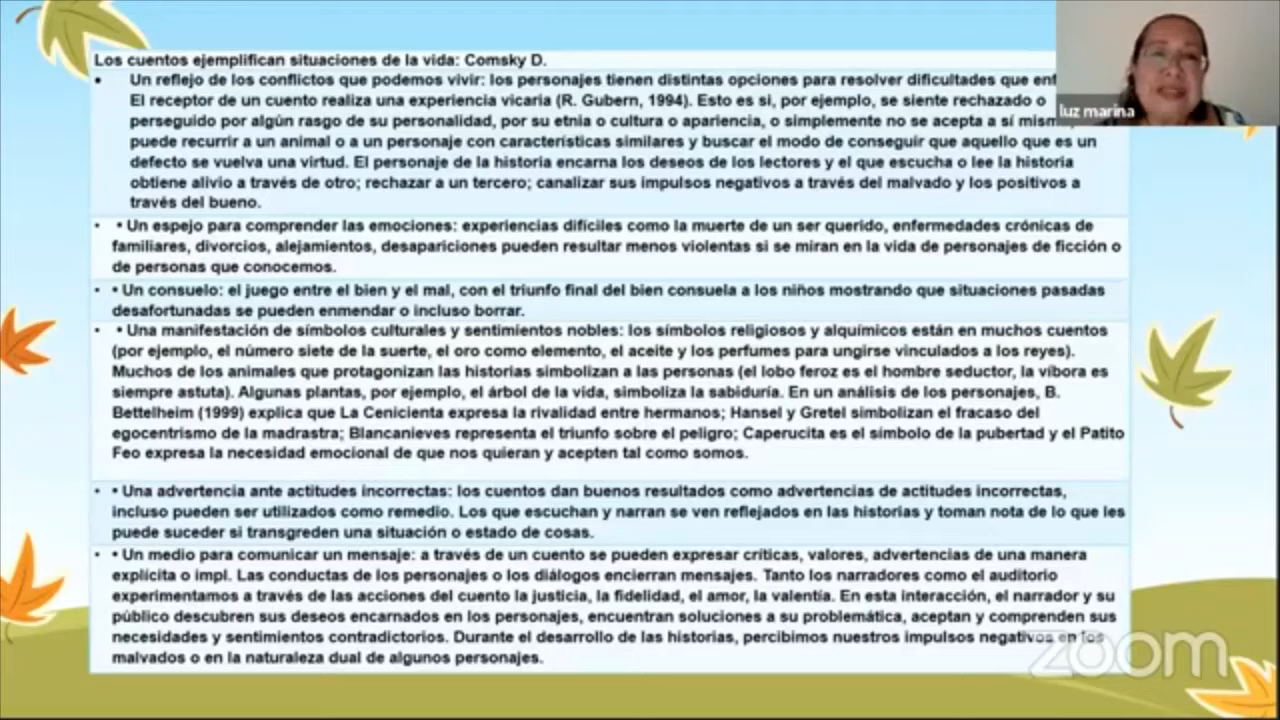 Los cuentos ejemplifican situaciones de la vida: Comsky D.
• Un reflejo de los conflictos que podemos vivir: los personajes tienen distintas opciones para resolver dificultades que
El receptor de un cuento realiza una experiencia vicaria (R. Gubern, 1994). Esto es si, por ejemplo, se siente rechazado o
perseguido por algún rasgo de su personalidad, por su etnia o cultura o apariencia, o simplemente no se acepta a sí
puede recurrir a un animal o a un personaje con características similares y buscar el modo de conseguir que aquello que es un
defecto se vuelva una virtud. El personaje de la historia encarna los deseos de los lectores y el que escucha o lee la historia
obtiene alivio a través de otro; rechazar a un tercero; canalizar sus impulsos negativos a través del malvado y los positivos a
través del bueno.
• • Un espejo para comprender las emociones: experiencias difíciles como la muerte de un ser querido, enfermedades crónicas de
familiares, divorcios, alejamientos, desapariciones pueden resultar menos violentas si se miran en la vida de personajes de ficción o
de personas que conocemos.
• • Un consuelo: el juego entre el bien y el mal, con el triunfo final del bien consuela a los niños mostrando que situaciones pasadas
desafortunadas se pueden enmendar o incluso borrar.
• • Una manifestación de símbolos culturales y sentimientos nobles: los símbolos religiosos y alquímicos están en muchos cuentos
(por ejemplo, el número siete de la suerte, el oro como elemento, el aceite y los perfumes para ungirse vinculados a los reyes).
Muchos de los animales que protagonizan las historias simbolizan a las personas (el lobo feroz es el hombre seductor, la víbora es
siempre astuta). Algunas plantas, por ejemplo, el árbol de la vida, simboliza la sabiduría. En un análisis de los personajes, B.
Bettelheim (1999) explica que La Cenicienta expresa la rivalidad entre hermanos; Hansel y Gretel simbolizan el fracaso del
egocentrismo de la madrastra; Blancanieves representa el triunfo sobre el peligro; Caperucita es el símbolo de la pubertad y el Patito
Feo expresa la necesidad emocional de que nos quieran y acepten tal como somos.
• • Una advertencia ante actitudes incorrectas: los cuentos dan buenos resultados como advertencias de actitudes incorrectas,
incluso pueden ser utilizados como remedio. Los que escuchan y narran se ven reflejados en las historias y toman nota de lo que les
puede suceder si transgreden una situación o estado de cosas.
• • Un medio para comunicar un mensaje: a través de un cuento se pueden expresar críticas, valores, advertencias de una manera
explícita o impl. Las conductas de los personajes o los diálogos encierran mensajes. Tanto los narradores como el auditorio
experimentamos a través de las acciones del cuento la justicia, la fidelidad, el amor, la valentía. En esta interacción, el narrador y su
público descubren sus deseos encarnados en los personajes, encuentran soluciones a su problemática, aceptan y comprenden sus
necesidades y sentimientos contradictorios. Durante el desarrollo de las historias, percibimos nuestros impulsos negativos en los
malvados o en la naturaleza dual de algunos personajes.
luz marina
zoom